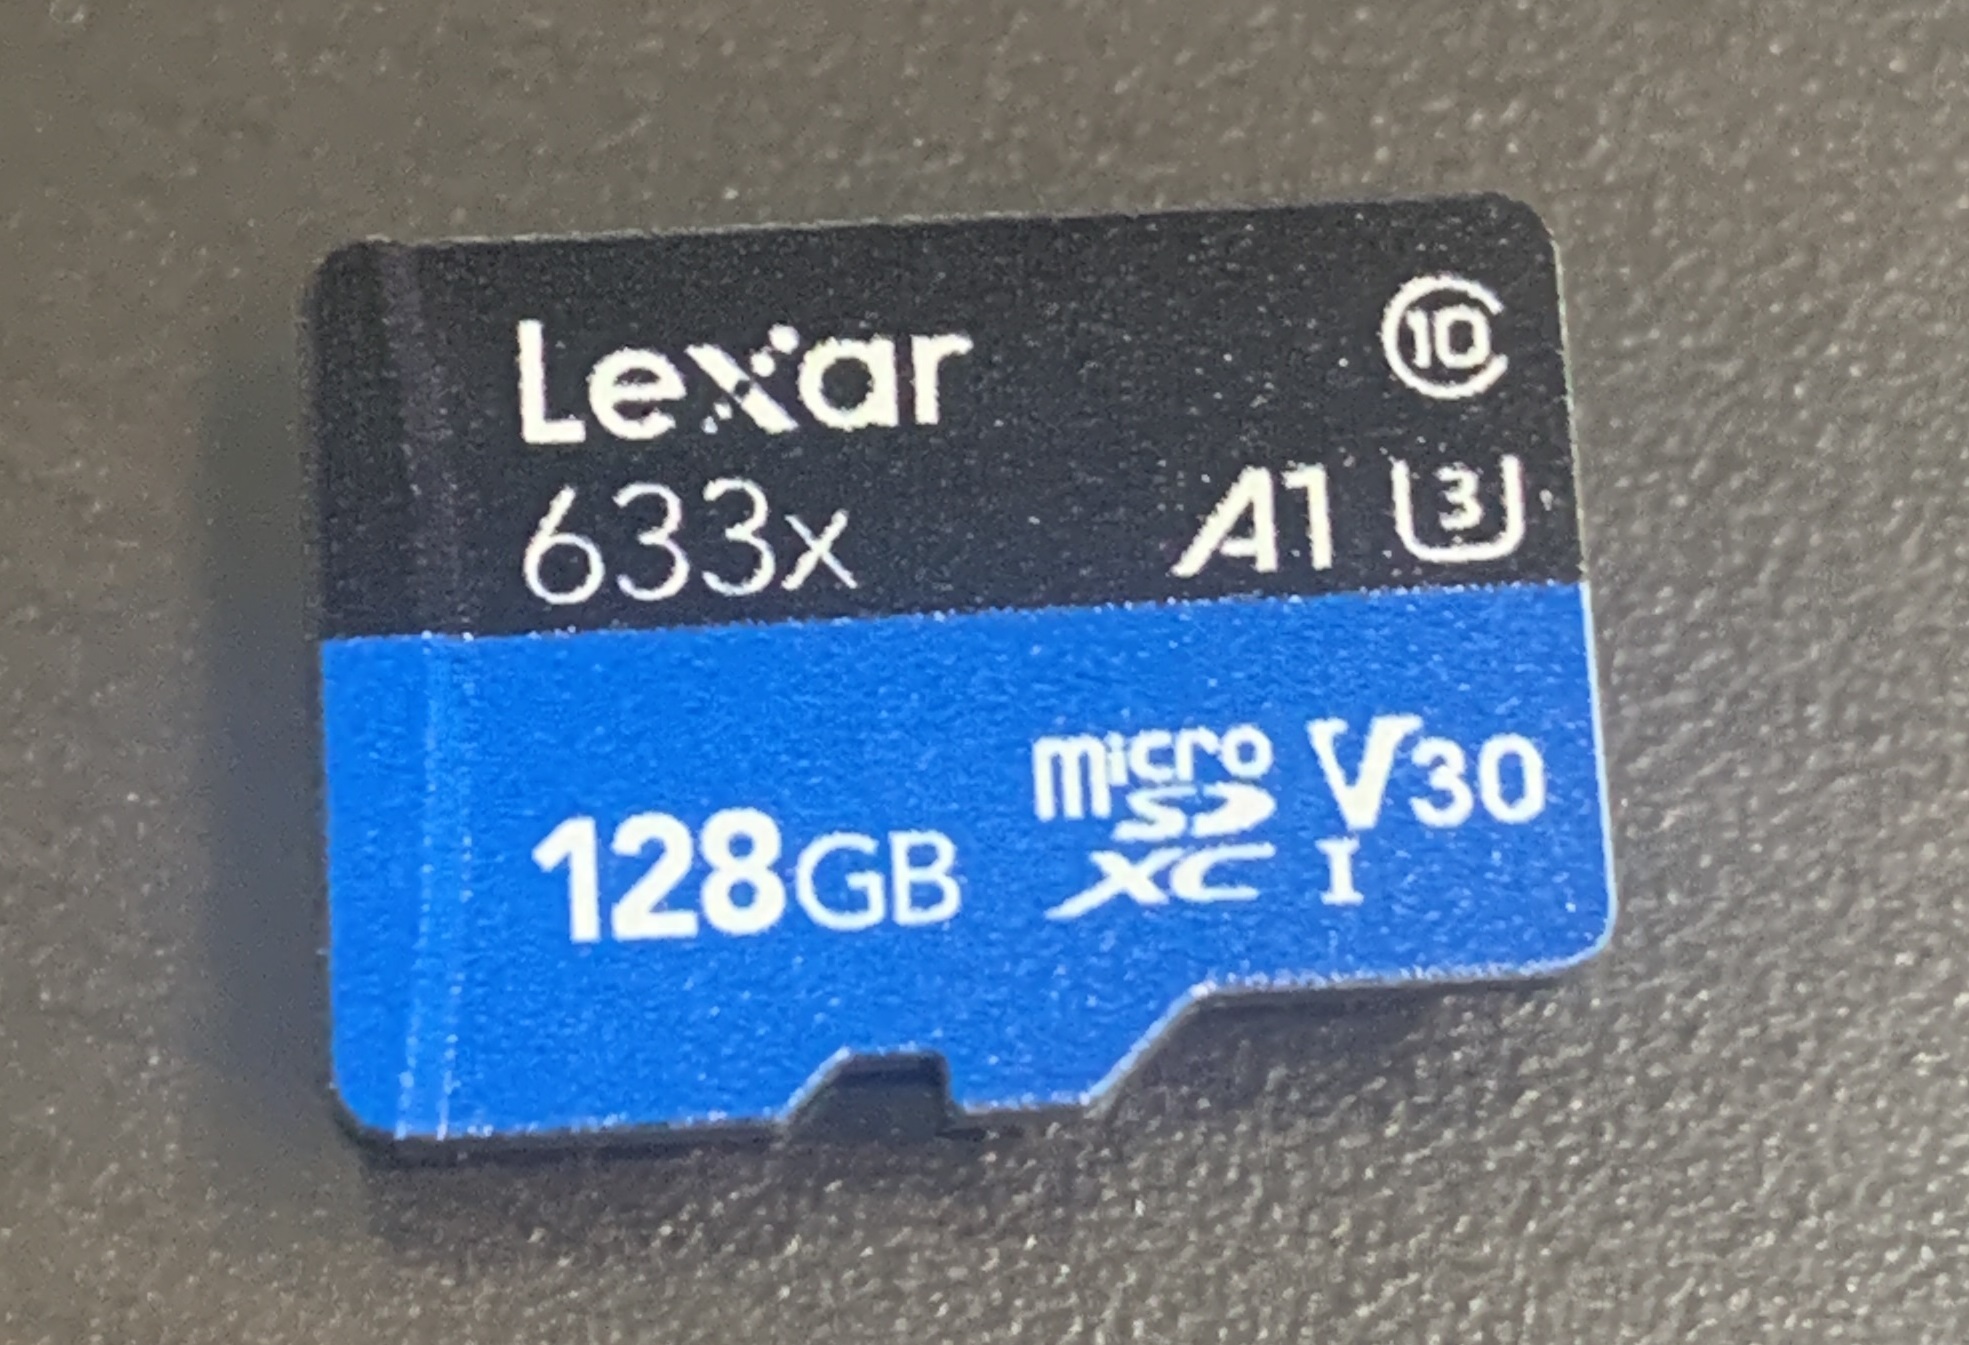 Lexar
10
633x
A1 3
micro V30
SD
128GB
XC I